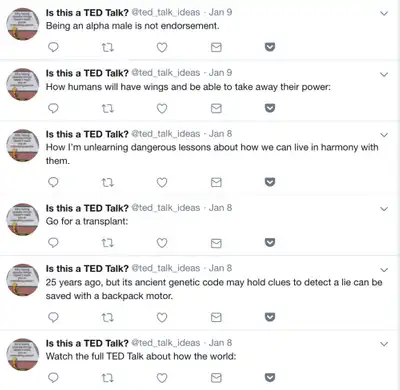 Is this a TED Talk? @ted_talk_ideas · Jan 9
Being an alpha male is not endorsement.
Is this a TED Talk? @ted_talk_ideas · Jan 9
How humans will have wings and be able to take away their power:
Is this a TED Talk? @ted_talk_ideas · Jan 8
How I'm unlearning dangerous lessons about how we can live in harmony with
them.
Is this a TED Talk? @ted_talk_ideas · Jan 8
Go for a transplant:
Is this a TED Talk? @ted_talk_ideas · Jan 8
25 years ago, but its ancient genetic code may hold clues to detect a lie can be
saved with a backpack motor.
Is this a TED Talk? @ted_talk_ideas · Jan 8
Watch the full TED Talk about how the world: